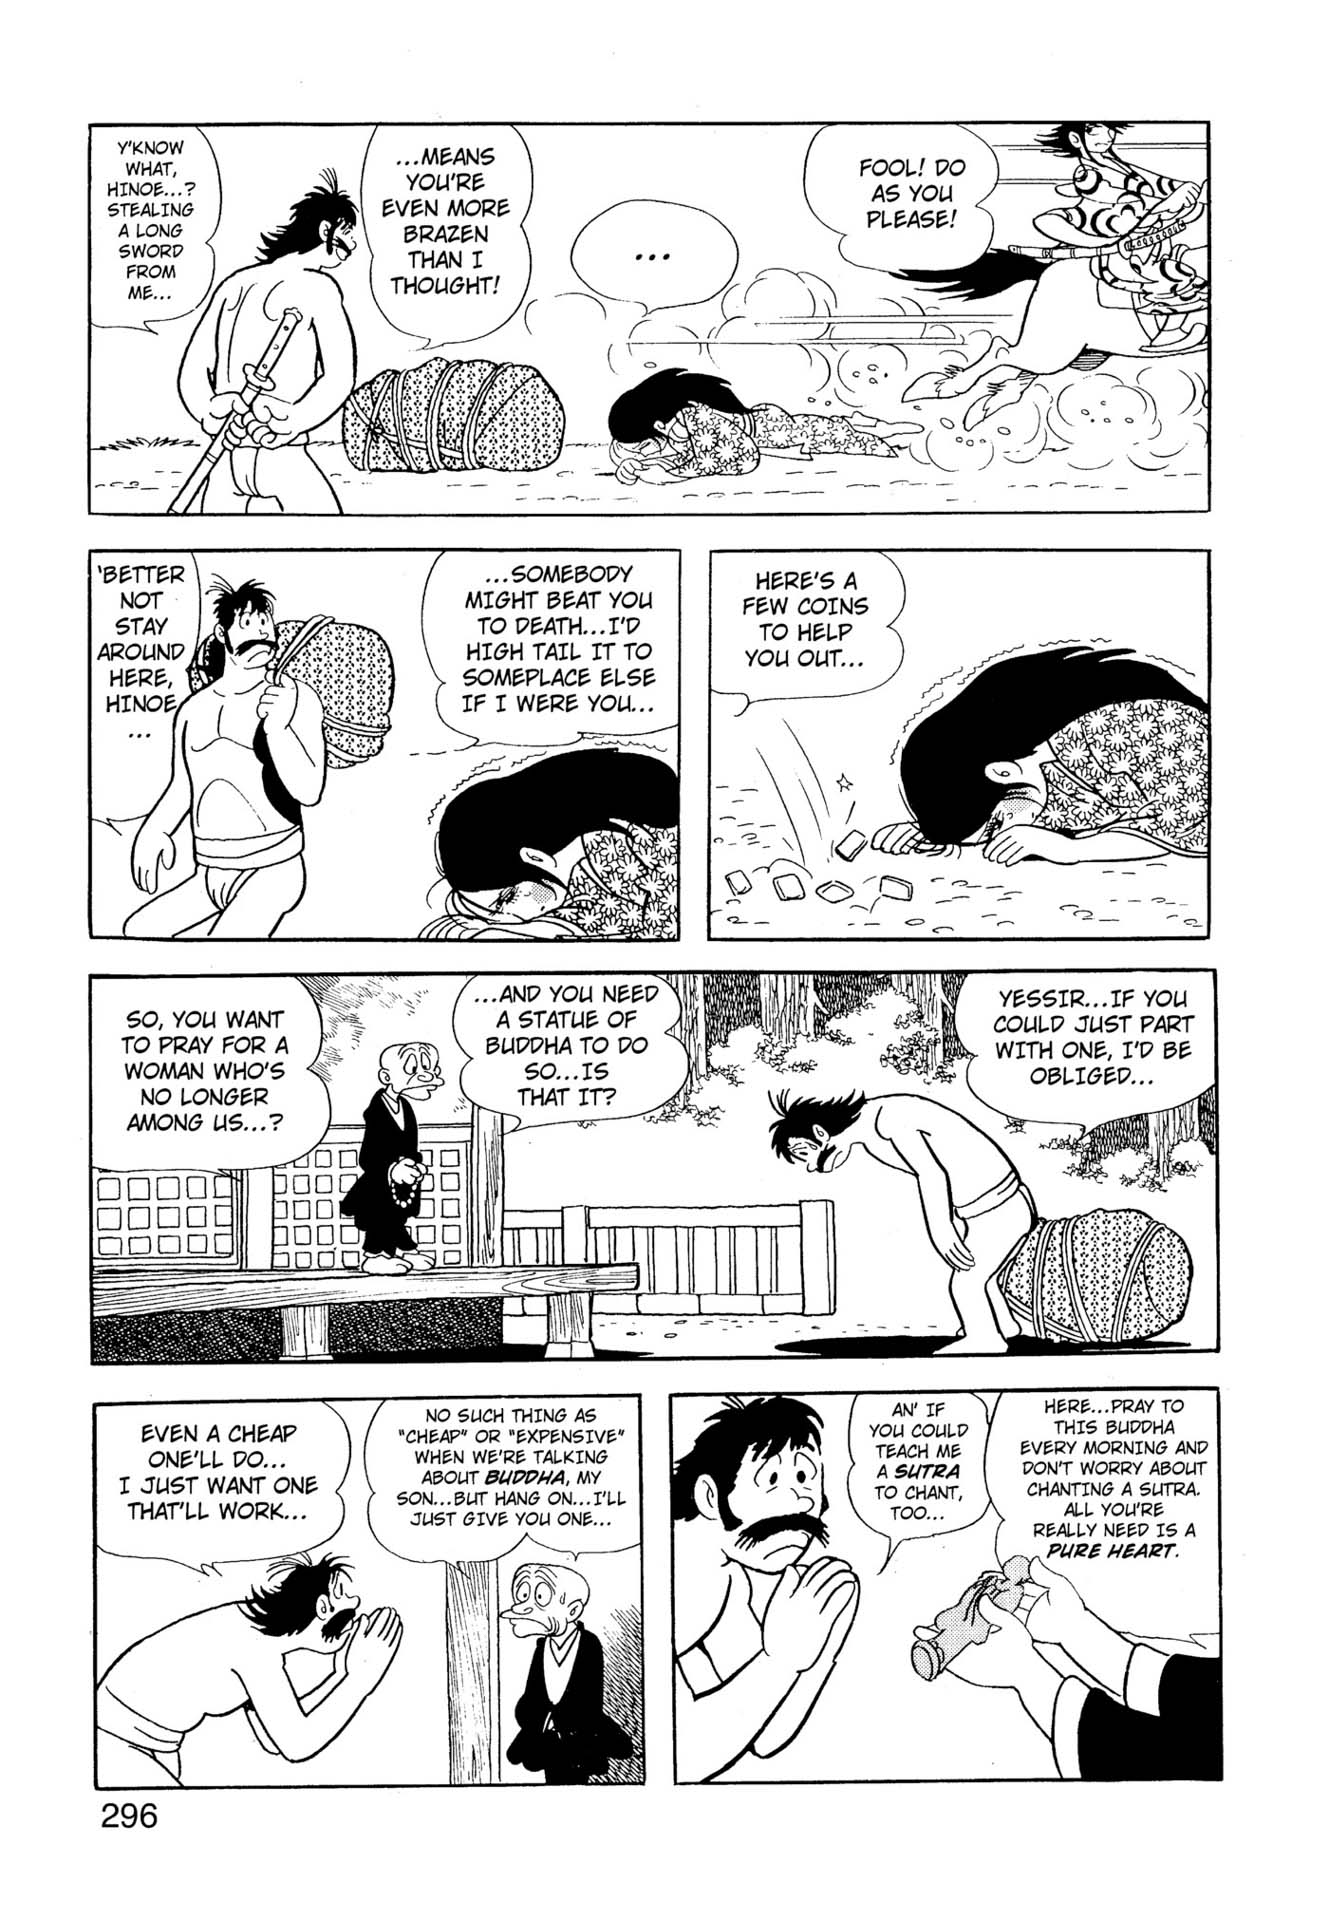 Y'KNOW
WHAT,
HINOE...?
STEALING
A LONG
SWORD
FROM
ME...
...MEANS
YOU'RE
EVEN MORE
BRAZEN
THAN I
THOUGHT!
...
FOOL! DO
AS YOU
PLEASE!
'BETTER
NOT
STAY
AROUND
HERE,
HINOE
...
...SOMEBODY
MIGHT BEAT YOU
TO DEATH...I'D
HIGH TAIL IT TO
SOMEPLACE ELSE
IF I WERE YOU...
HERE'S A
FEW COINS
TO HELP
YOU OUT...
SO, YOU WANT
TO PRAY FOR A
WOMAN WHO'S
NO LONGER
AMONG US...?
...AND YOU NEED
A STATUE OF
BUDDHA TO DO
SO...IS
THAT IT?
YESSIR...IF YOU
COULD JUST PART
WITH ONE, I'D BE
OBLIGED...
EVEN A CHEAP
ONE'LL DO...
I JUST WANT ONE
THAT'LL WORK...
NO SUCH THING AS
"CHEAP" OR "EXPENSIVE"
WHEN WE'RE TALKING
ABOUT BUDDHA, MY
SON...BUT HANG ON...I'LL
JUST GIVE YOU ONE...
AN' IF
YOU COULD
TEACH ME
A SUTRA
TO CHANT,
TOO...
HERE...PRAY TO
THIS BUDDHA
EVERY MORNING AND
DON'T WORRY ABOUT
CHANTING A SUTRA.
ALL YOU'RE
REALLY NEED IS A
PURE HEART.
296